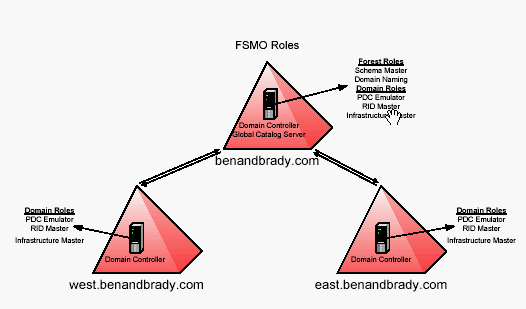 FSMO Roles
Forest Roles
Schema Master
Domain Naming
Domain Roles
PDC Emulator
RID Master
Domain Controller
Global Catalog Server
benandbrady.com
Domain Roles
PDC Emulator
RID Master
Infrastructure Master
Domain Controller
west.benandbrady.com
Domain Roles
PDC Emulator
RID Master
Infrastructure Master
Domain Controller
east.benandbrady.com